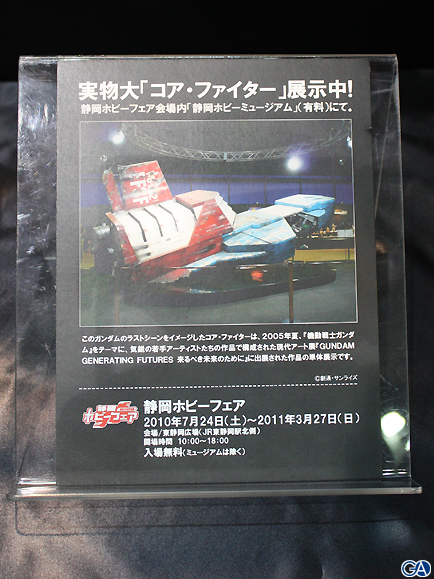 実物大「コア・ファイター」展示中!
静岡ホビーフェア会場内「静岡ホビーミュージアム」(有料)にて。
このガンダムのラストシーンをイメージしたコア・ファイターは、2005年夏、『機動戦士ガンダ
ム』をテーマに、気鋭の若手アーティストたちの作品で構成された現代アート展『GUNDAM
GENERATING FUTURES 来るべき未来のために』に出展された作品の単体展示です。
©創通・サンライズ
静岡
ホビーフェア
静岡ホビーフェア
2010年7月24日(土)～2011年3月27日(日)
会場/東静岡広場(JR東静岡駅北側)
開場時間 10:00～18:00
入場無料(ミュージアムは除く)
GA